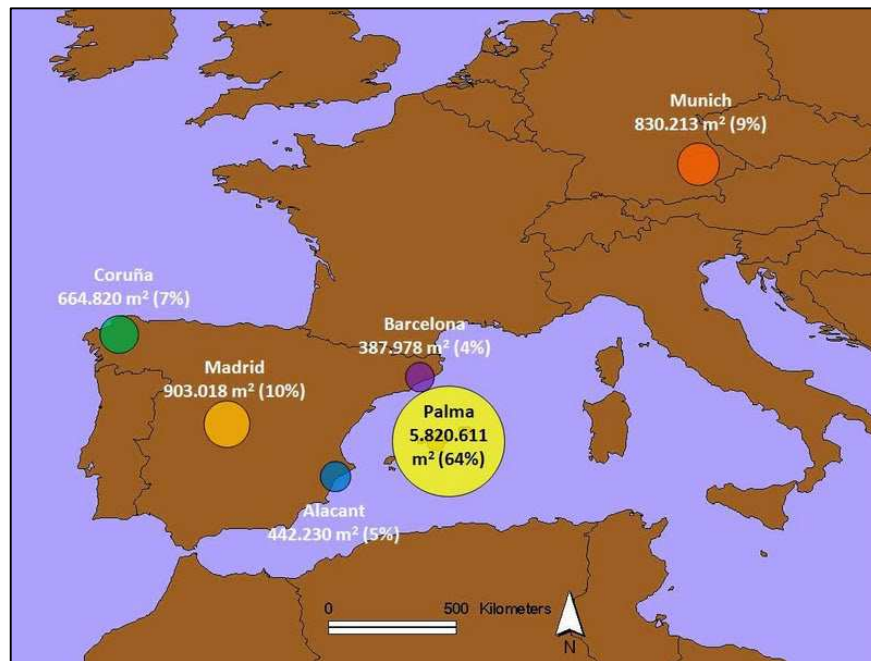 Munich
830.213 m² (9%)
Coruña
664.820 m² (7%)
Barcelona
387.978 m² (4%)
Madrid
903.018 m² (10%)
Palma
5.820.611
m² (64%)
Alacant
442.230 m² (5%)
0 500 Kilometers
N